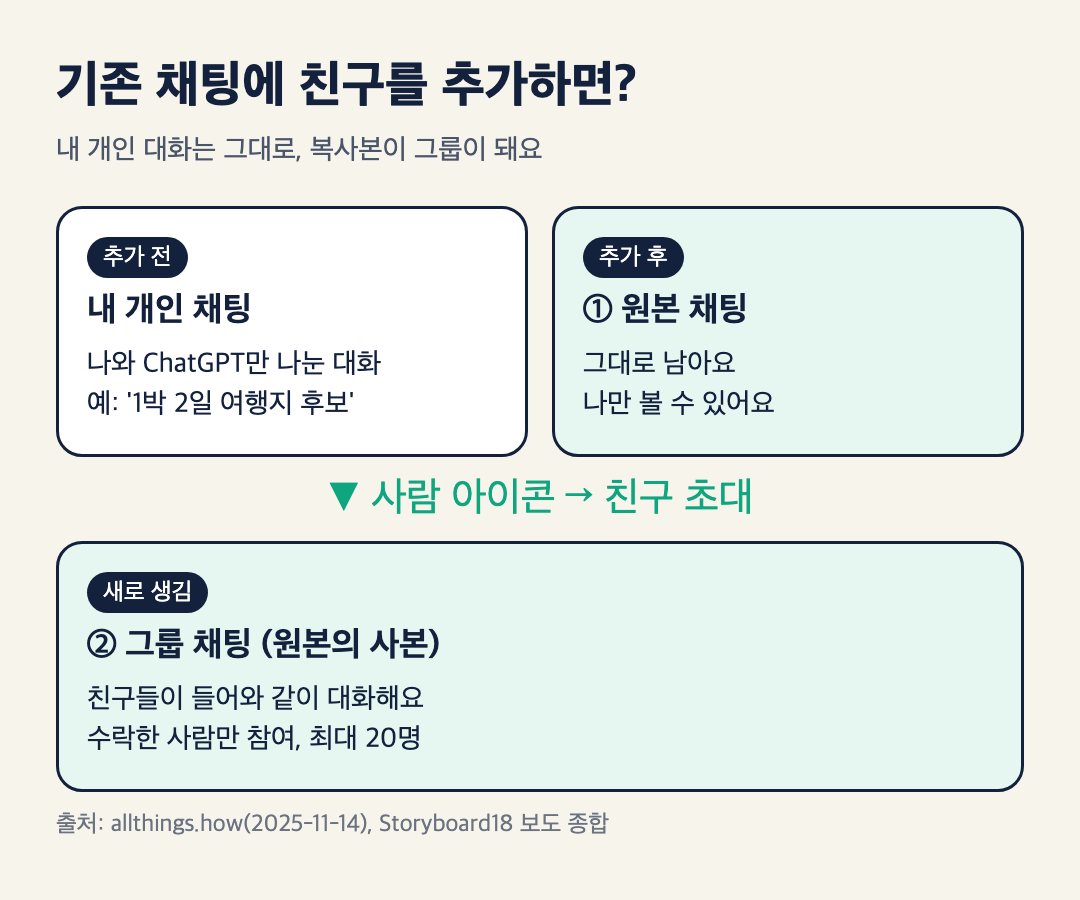 기존 채팅에 친구를 추가하면?
내 개인 대화는 그대로, 복사본이 그룹이 돼요
추가 전
내 개인 채팅
나와 ChatGPT만 나눈 대화
예: '1박 2일 여행지 후보'
추가 후
① 원본 채팅
그대로 남아요
나만 볼 수 있어요
▼ 사람 아이콘 → 친구 초대
새로 생김
② 그룹 채팅 (원본의 사본)
친구들이 들어와 같이 대화해요
수락한 사람만 참여, 최대 20명
출처: allthings.how(2025-11-14), Storyboard18 보도 종합